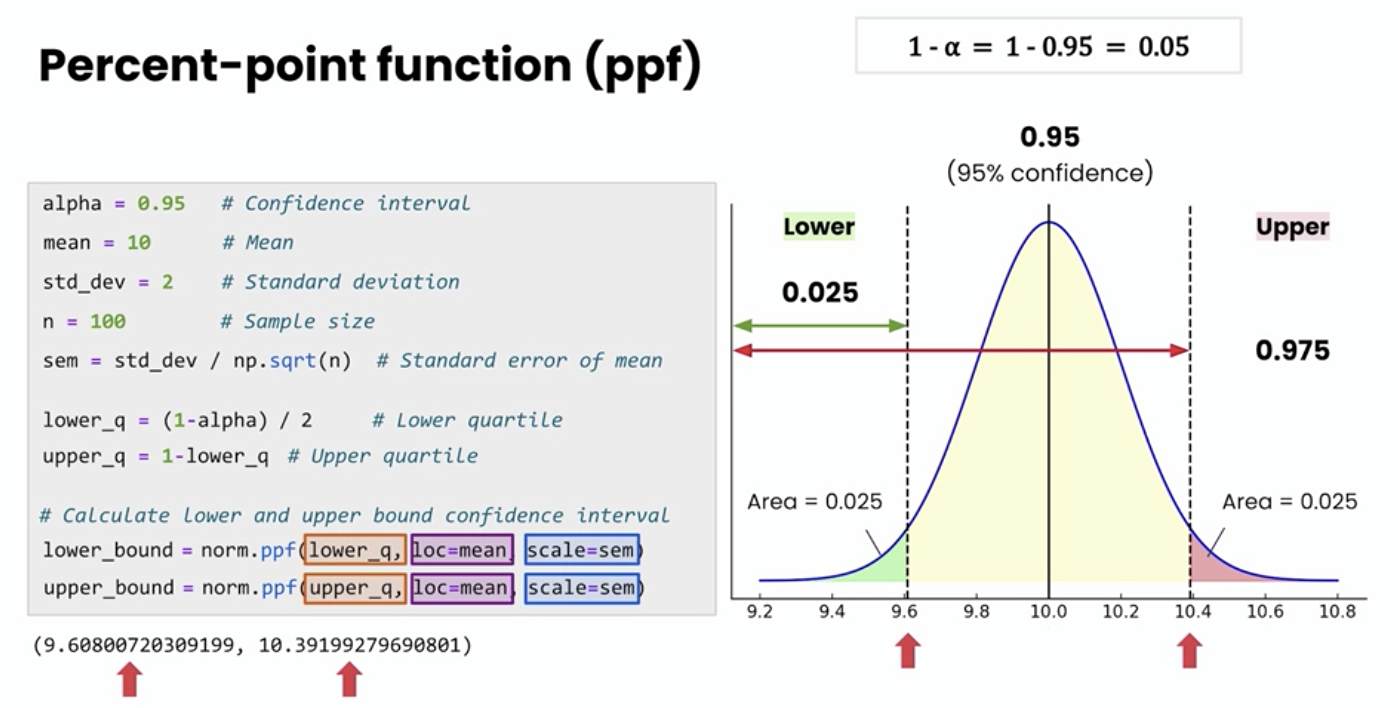 Percent-point function (ppf)
1 - α = 1 - 0.95 = 0.05
alpha = 0.95 # Confidence interval
mean = 10 # Mean
std_dev = 2 # Standard deviation
n = 100 # Sample size
sem = std_dev / np.sqrt(n) # Standard error of mean
lower_q = (1-alpha) / 2 # Lower quartile
upper_q = 1-lower_q # Upper quartile
# Calculate lower and upper bound confidence interval
lower_bound = norm.ppf(lower_q, loc=mean, scale=sem)
upper_bound = norm.ppf(upper_q, loc=mean, scale=sem)
(9.60800720309199, 10.39199279690801)
0.95
(95% confidence)
Lower
Upper
0.025
0.975
Area = 0.025
Area = 0.025
9.2 9.4 9.6 9.8 10.0 10.2 10.4 10.6 10.8